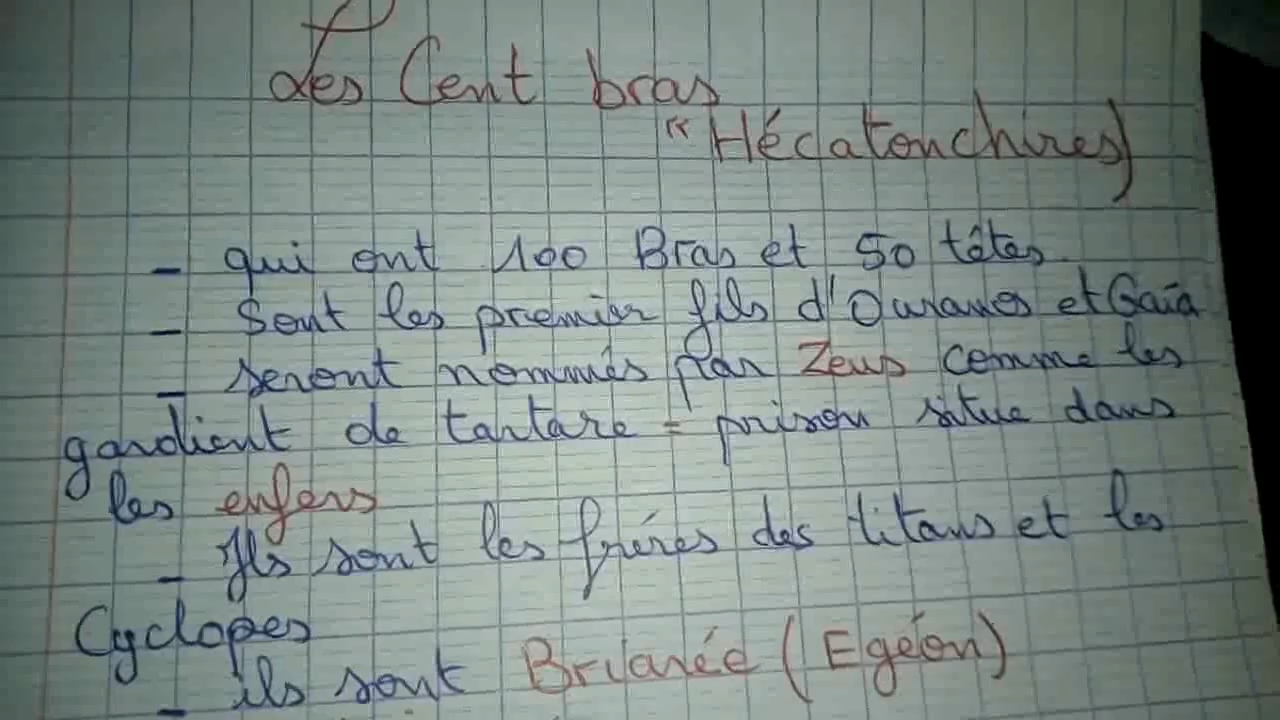 Les Cent bras
"Hécatonchires)
- qui ont 100 Bras et 50 têtes
- Sont les premier fils d'Ouranos et Gaïa
- seront nommés par Zeus comme les
gardient de tartare = prison situe dans
les enfers
- Ils sont les fréres des titans et les
Cyclopes
- ils sont Briarée (Egéon)